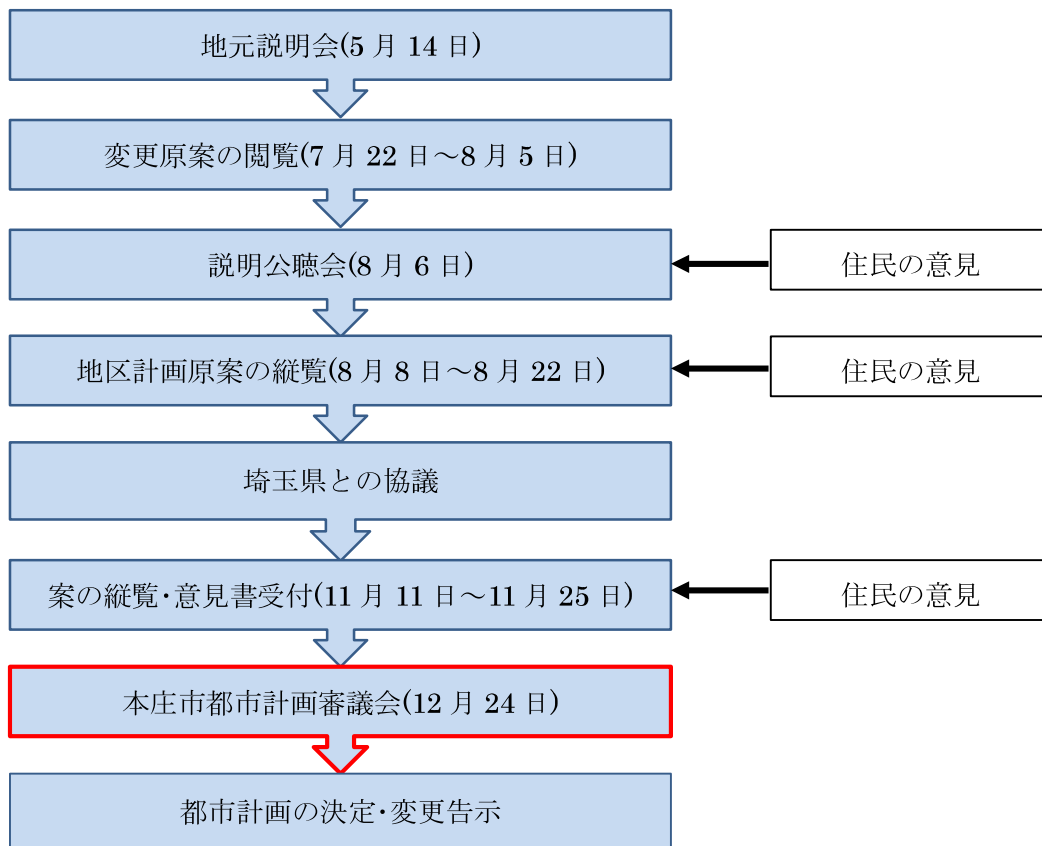 地元説明会(5 月 14 日)
変更原案の閲覧(7 月 22 日～8 月 5 日)
説明公聴会(8 月 6 日)
住民の意見
地区計画原案の縦覧(8 月 8 日～8 月 22 日)
住民の意見
埼玉県との協議
案の縦覧･意見書受付(11 月 11 日～11 月 25 日)
住民の意見
本庄市都市計画審議会(12 月 24 日)
都市計画の決定･変更告示